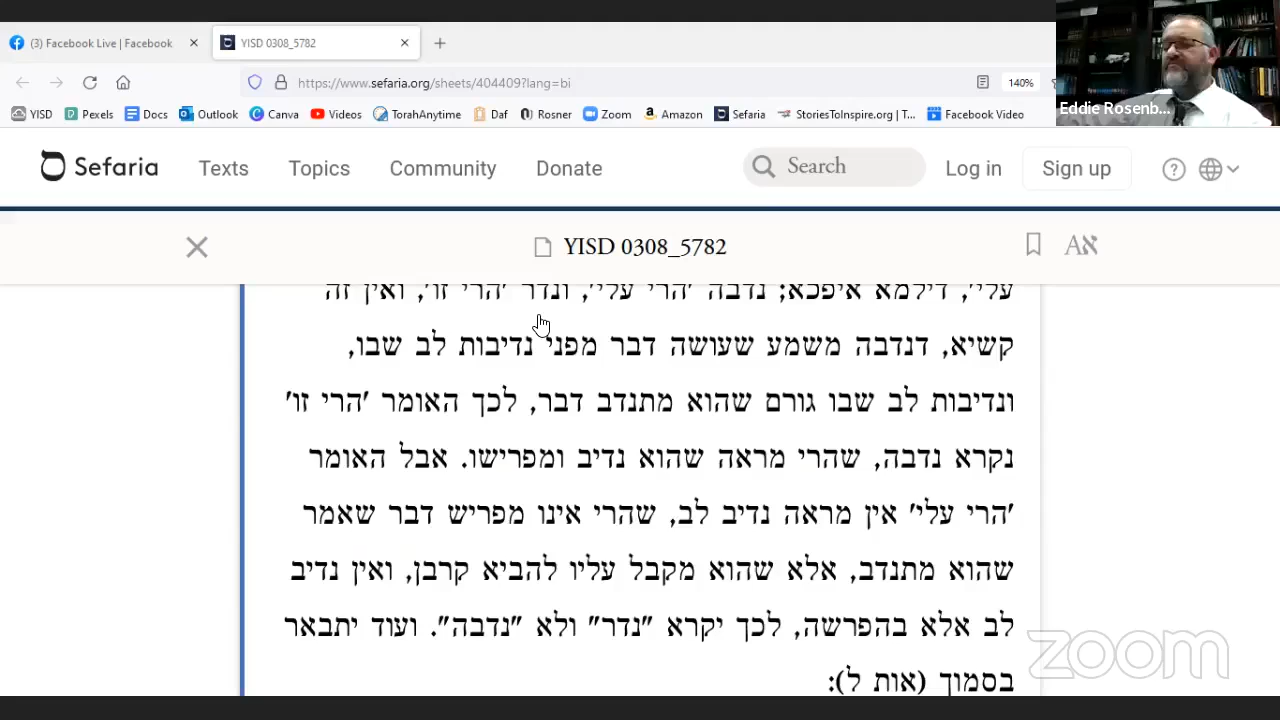 (3) Facebook Live | Facebook
YISD 0308_5782
https://www.sefaria.org/sheets/404409?lang=bi
140%
Eddie Rosenb...
YISD Pexels Docs Outlook Canva Videos TorahAnytime Daf Rosner Zoom Amazon Sefaria StoriesToInspire.org | T... Facebook Video
Sefaria Texts Topics Community Donate Search Log in Sign up
YISD 0308_5782
Aא
עלי', דילמא איפכא; נדבה 'הרי עלי', ונדר 'הרי זו', ואין זה
קשיא, דנדבה משמע שעושה דבר מפני נדיבות לב שבו,
ונדיבות לב שבו גורם שהוא מתנדב דבר, לכך האומר 'הרי זו'
נקרא נדבה, שהרי מראה שהוא נדיב ומפרישו. אבל האומר
'הרי עלי' אין מראה נדיב לב, שהרי אינו מפריש דבר שאמר
שהוא מתנדב, אלא שהוא מקבל עליו להביא קרבן, ואין נדיב
לב אלא בהפרשה, לכך יקרא "נדר" ולא "נדבה". ועוד יתבאר
בסמוך (אות ל):
zoom